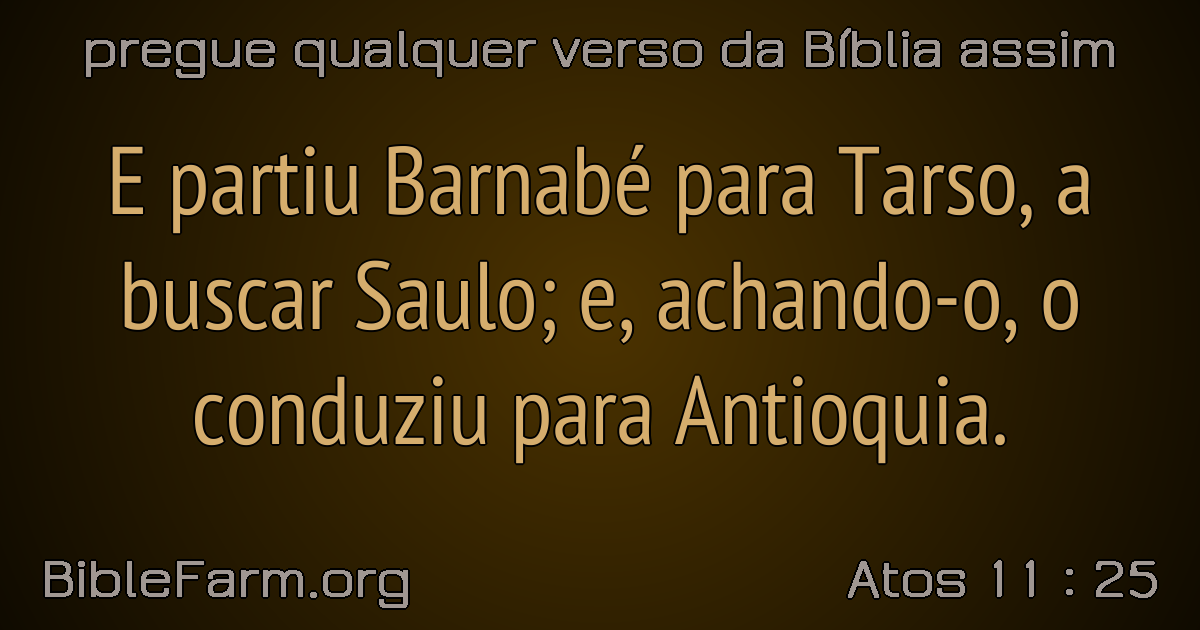 pregue qualquer verso da Bíblia assim
E partiu Barnabé para Tarso, a
buscar Saulo; e, achando-o, o
conduziu para Antioquia.
BibleFarm.org
Atos 11 : 25